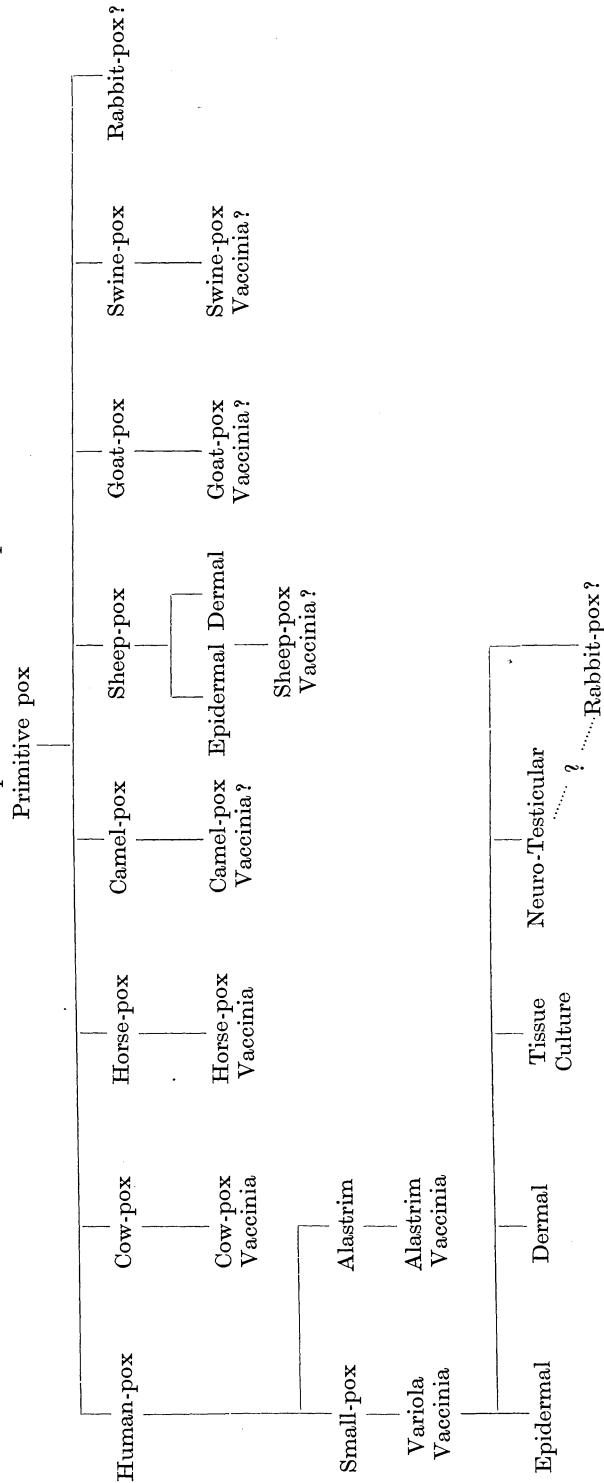 Primitive pox
Human-pox
Cow-pox
Horse-pox
Camel-pox
Sheep-pox
Goat-pox
Swine-pox
Rabbit-pox?
Cow-pox
Vaccinia
Horse-pox
Vaccinia
Camel-pox
Vaccinia?
Epidermal Dermal
Goat-pox
Vaccinia?
Swine-pox
Vaccinia?
Sheep-pox
Vaccinia?
Small-pox
Alastrim
Variola
Vaccinia
Alastrim
Vaccinia
Epidermal
Dermal
Tissue
Culture
Neuro-Testicular
?
Rabbit-pox?